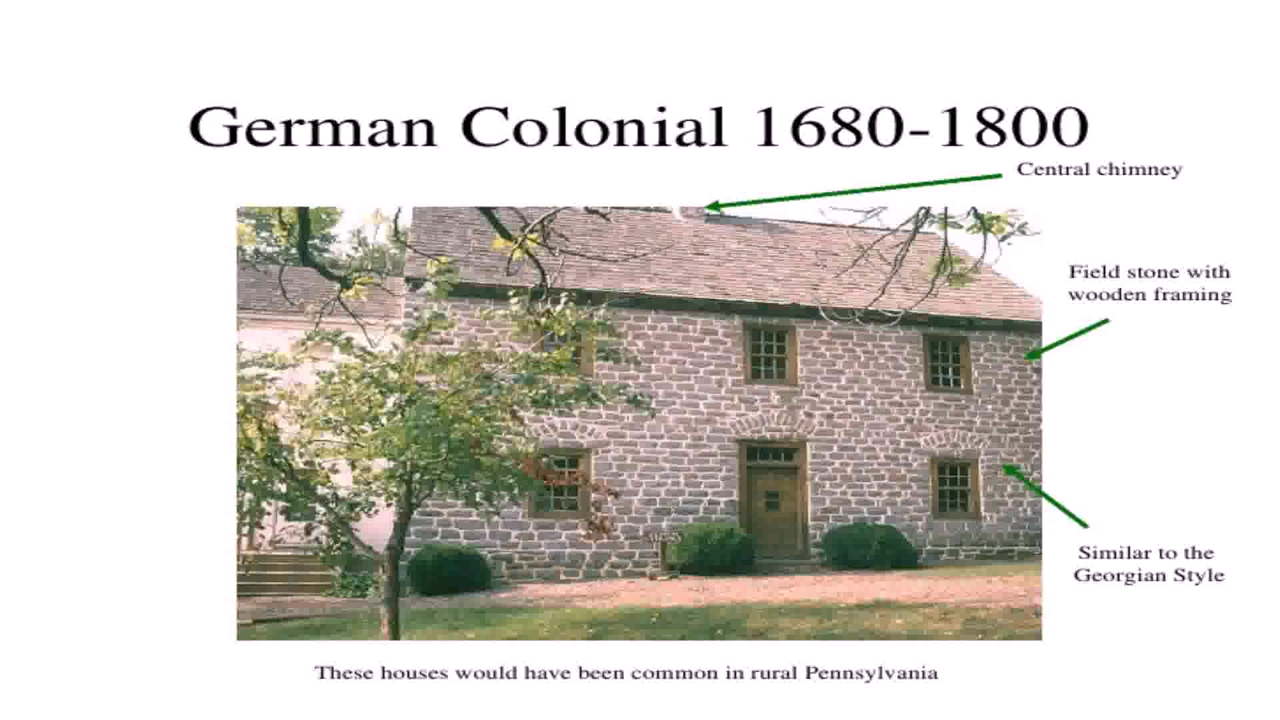 German Colonial 1680-1800
Central chimney
Field stone with
wooden framing
Similar to the
Georgian Style
These houses would have been common in rural Pennsylvania